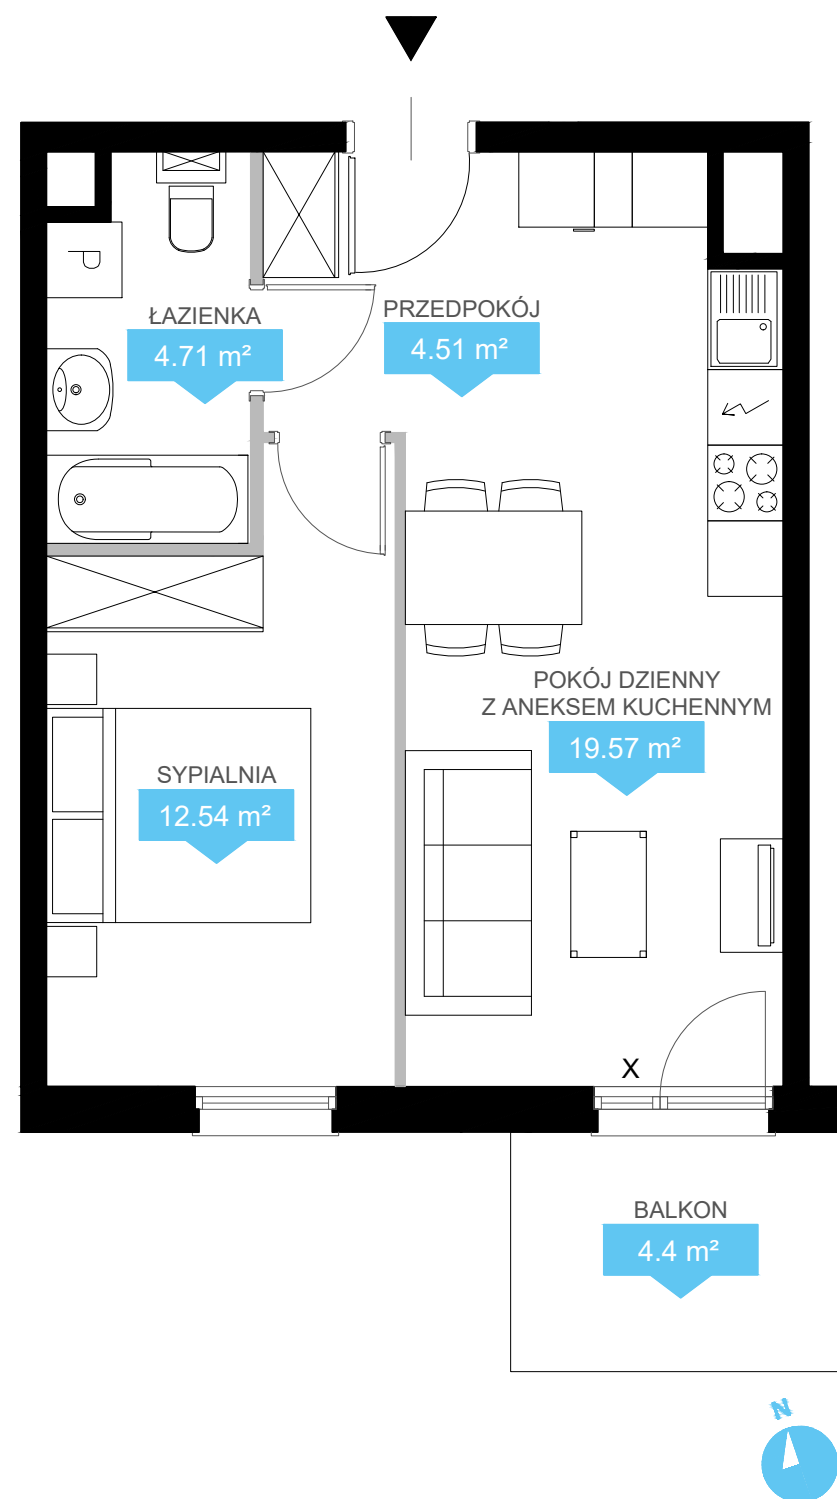 P
ŁAZIENKA
4.71 m²
PRZEDPOKÓJ
4.51 m²
POKÓJ DZIENNY
Z ANEKSEM KUCHENNYM
19.57 m²
SYPIALNIA
12.54 m²
X
BALKON
4.4 m²
N